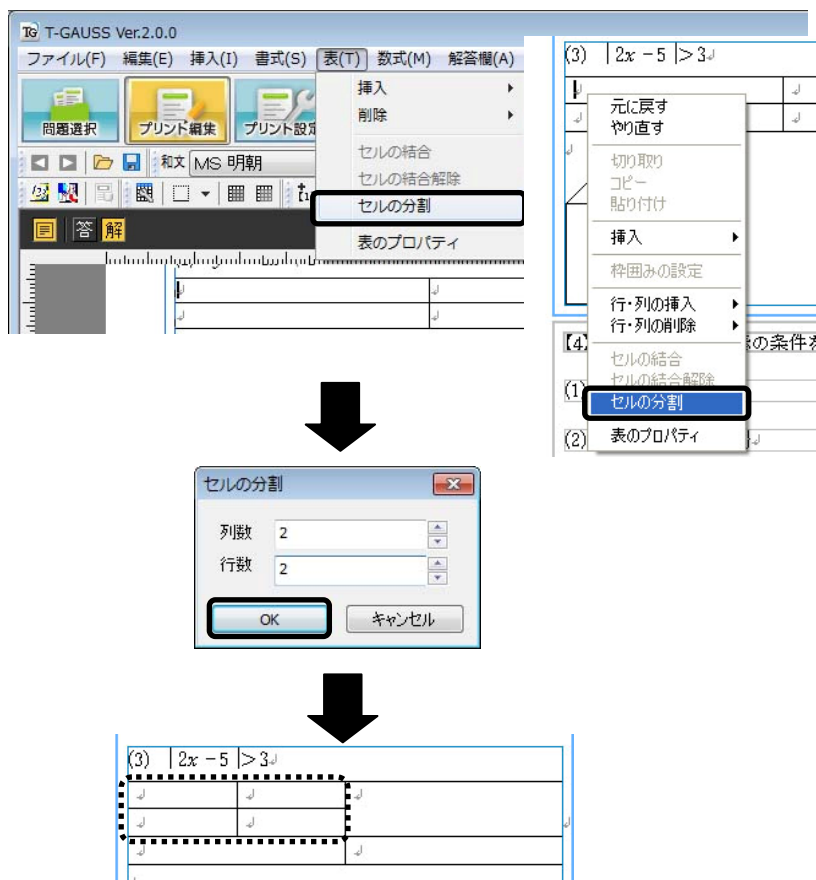 T-GAUSS Ver.2.0.0
ファイル(F) 編集(E) 挿入(I) 書式(S) 表(T) 数式(M) 解答欄(A)
問題選択 プリント編集 プリント設定
和文 MS 明朝
答 解
挿入
削除
セルの結合
セルの結合解除
セルの分割
表のプロパティ
(3) |2x-5|>3
元に戻す
やり直す
切り取り
コピー
貼り付け
挿入
枠囲みの設定
行・列の挿入
行・列の削除
セルの結合
セルの結合解除
セルの分割
表のプロパティ
【4】
の条件を
(1)
(2)
セルの分割
列数 2
行数 2
OK キャンセル
(3) |2x-5|>3